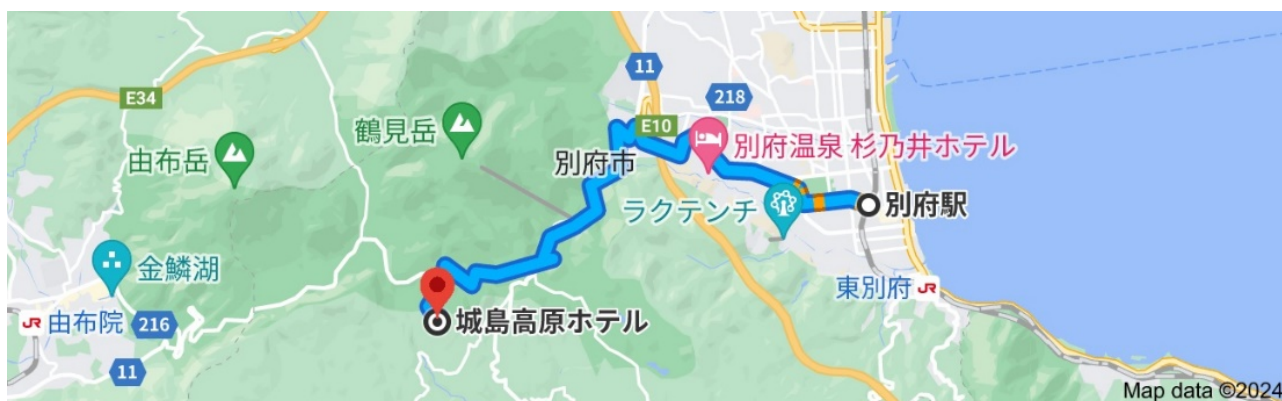 11
218
E34
E10
鶴見岳
別府温泉 杉乃井ホテル
由布岳
別府市
ラクテンチ
別府駅
金鱗湖
東別府 JR
JR 由布院 216
城島高原ホテル
11
Map data ©2024